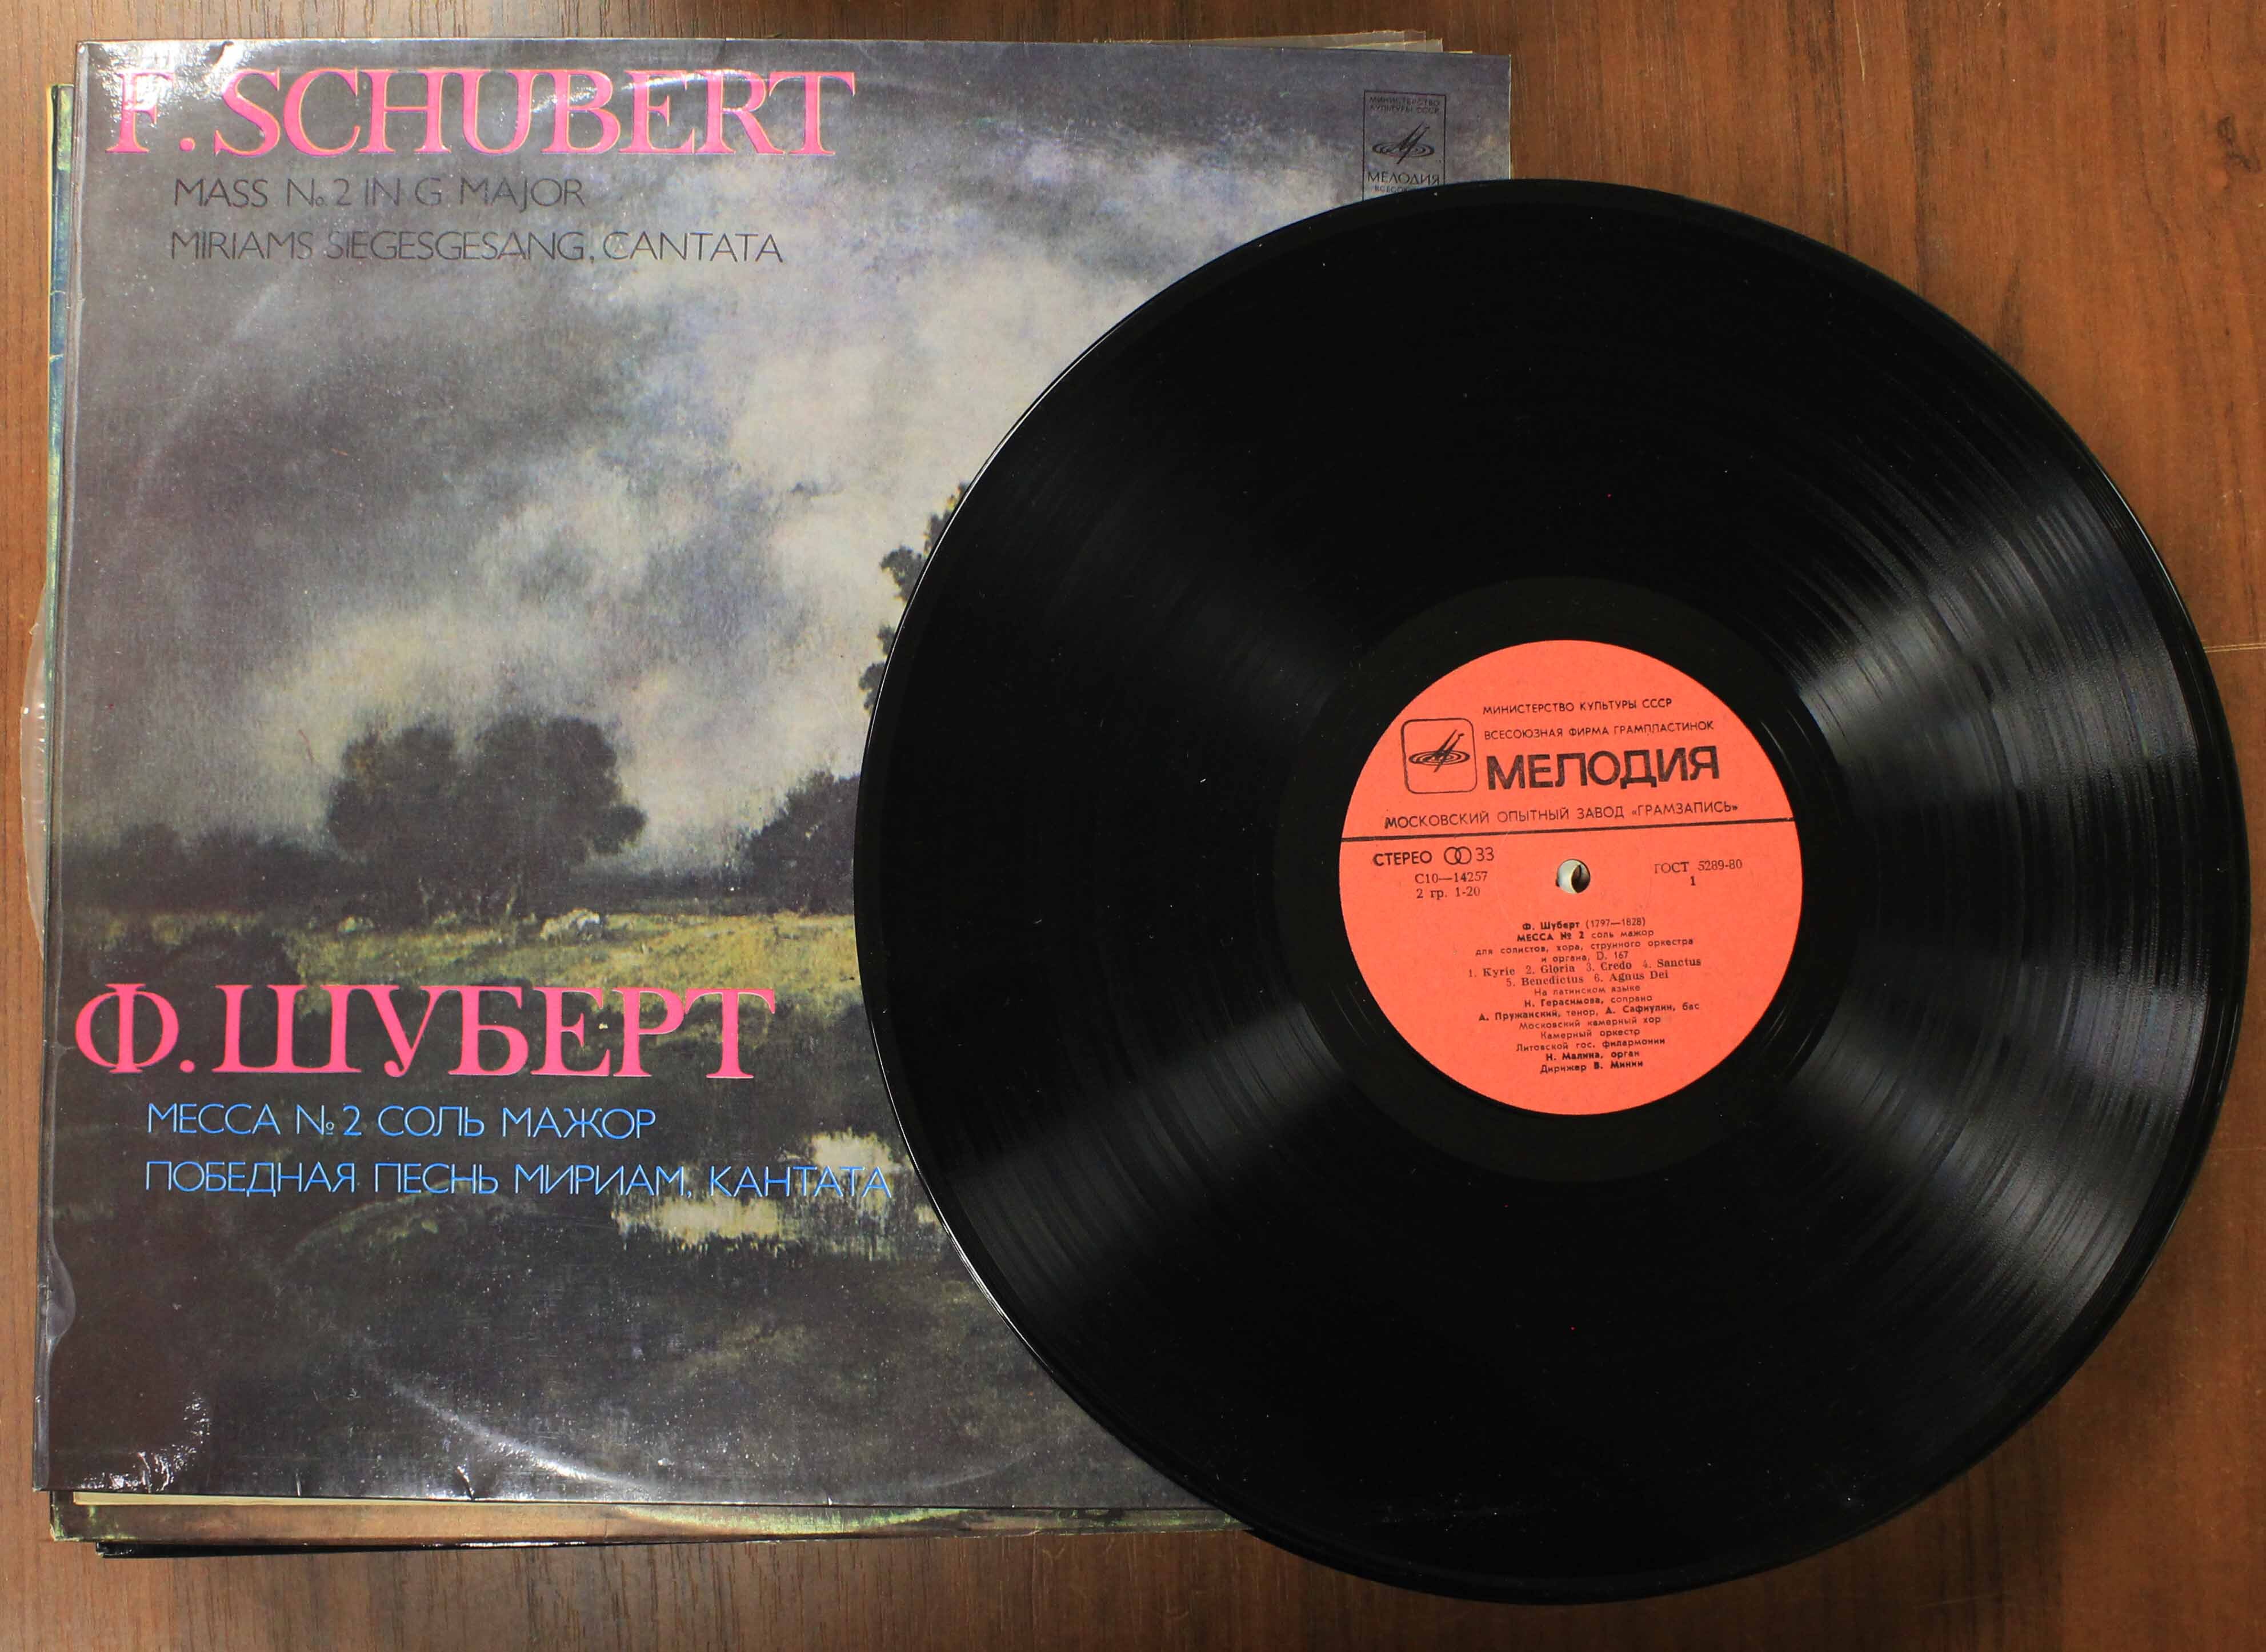 F. SCHUBERT
MASS № 2 IN G MAJOR
MIRIAMS SIEGESGESANG, CANTATA
МИНИСТЕРСТВО
КУЛЬТУРЫ СССР
МЕЛОДИЯ
Ф. ШУБЕРТ
МЕССА № 2 СОЛЬ МАЖОР
ПОБЕДНАЯ ПЕСНЬ МИРИАМ, КАНТАТА
МИНИСТЕРСТВО КУЛЬТУРЫ СССР
ВСЕСОЮЗНАЯ ФИРМА ГРАМПЛАСТИНОК
МЕЛОДИЯ
МОСКОВСКИЙ ОПЫТНЫЙ ЗАВОД «ГРАМЗАПИСЬ»
СТЕРЕО 33
С10—14257
2 гр. 1-20
ГОСТ 5289-80
1
Ф. Шуберт (1797—1828)
МЕССА № 2 соль мажор
для солистов, хора, струнного оркестра
и органа, D. 167
1. Kyrie 2. Gloria 3. Credo 4. Sanctus
5. Benedictus 6. Agnus Dei
На латинском языке
Н. Герасимова, сопрано
А. Пружанский, тенор, А. Сафиулин, бас
Московский камерный хор
Камерный оркестр
Литовской гос. филармонии
Н. Малина, орган
Дирижер В. Минин